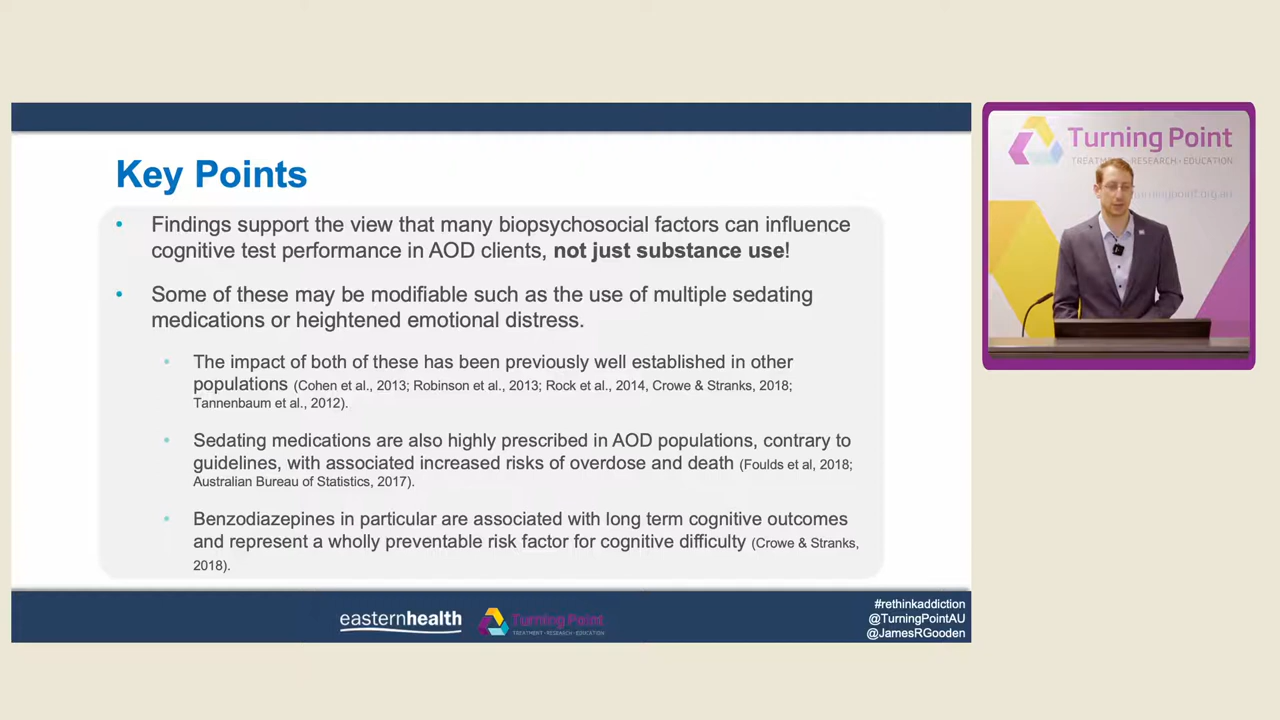 Key Points
• Findings support the view that many biopsychosocial factors can influence
cognitive test performance in AOD clients, not just substance use!
• Some of these may be modifiable such as the use of multiple sedating
medications or heightened emotional distress.
• The impact of both of these has been previously well established in other
populations (Cohen et al., 2013; Robinson et al., 2013; Rock et al., 2014, Crowe & Stranks, 2018;
Tannenbaum et al., 2012).
• Sedating medications are also highly prescribed in AOD populations, contrary to
guidelines, with associated increased risks of overdose and death (Foulds et al, 2018;
Australian Bureau of Statistics, 2017).
• Benzodiazepines in particular are associated with long term cognitive outcomes
and represent a wholly preventable risk factor for cognitive difficulty (Crowe & Stranks,
2018).
easternhealth
Turning Point
TREATMENT • RESEARCH • EDUCATION
#rethinkaddiction
@TurningPointAU
@JamesRGooden
Turning Point
TREATMENT • RESEARCH • EDUCATION